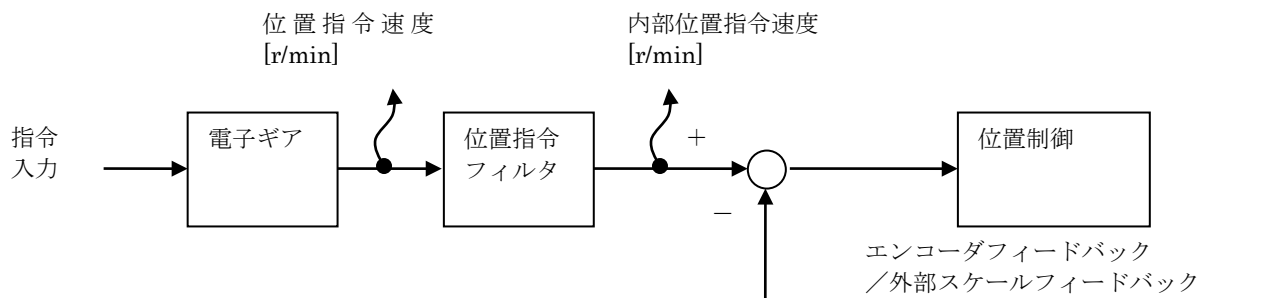 位置指令速度
[r/min]
内部位置指令速度
[r/min]
指令
入力
電子ギア
位置指令
フィルタ
＋
－
位置制御
エンコーダフィードバック
／外部スケールフィードバック